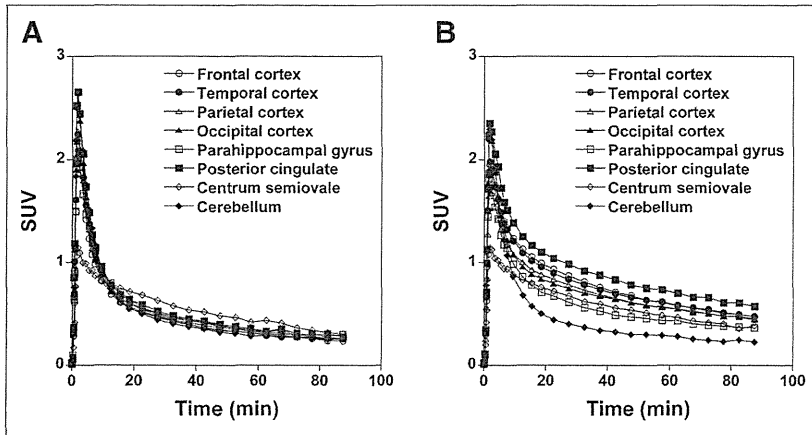 A
3
2
1
0
SUV
0
20
40
60
80
100
Time (min)
Frontal cortex
Temporal cortex
Parietal cortex
Occipital cortex
Parahippocampal gyrus
Posterior cingulate
Centrum semiovale
Cerebellum
B
3
2
1
0
SUV
0
20
40
60
80
100
Time (min)
Frontal cortex
Temporal cortex
Parietal cortex
Occipital cortex
Parahippocampal gyrus
Posterior cingulate
Centrum semiovale
Cerebellum